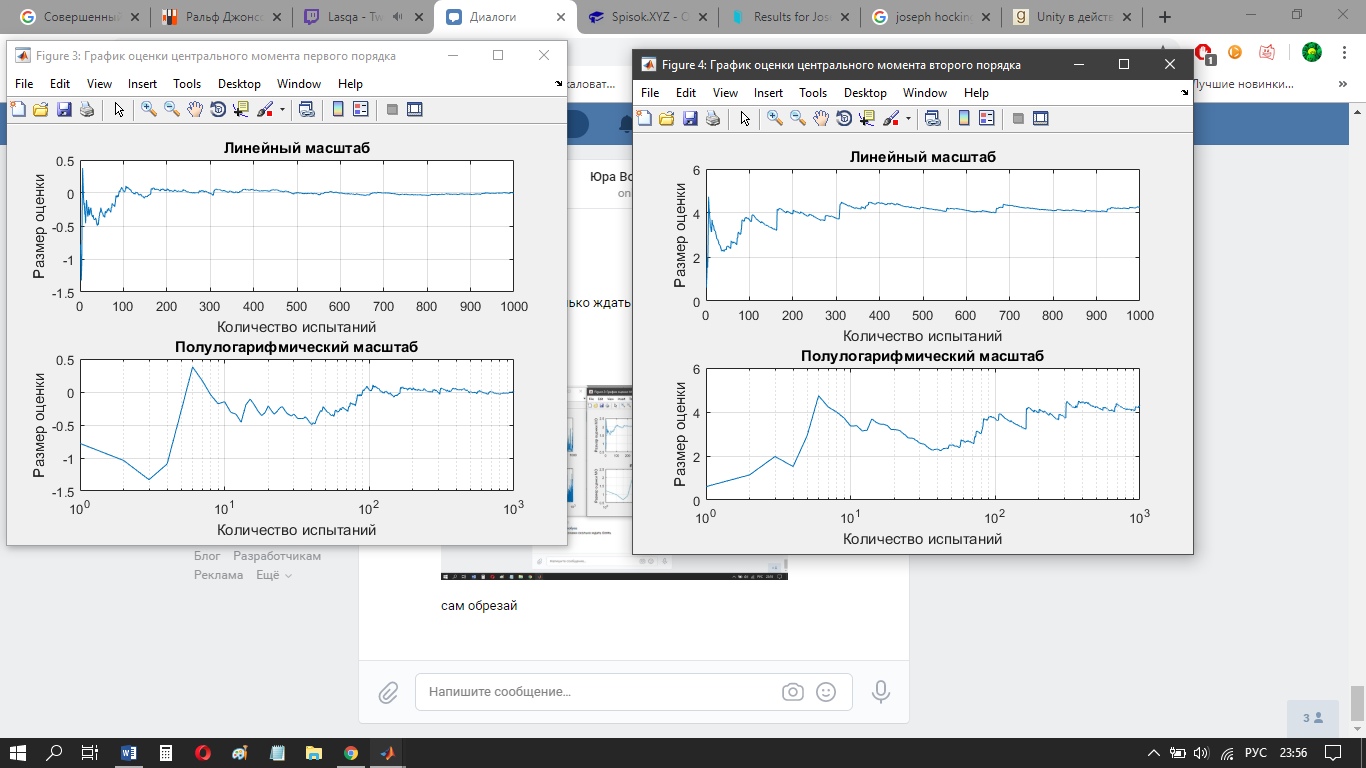 Совершенный
Ральф Джонсо
Lasqa - Tw
Диалоги
Spisok.XYZ - О
Results for Jos
joseph hocking
Unity в действ
Figure 3: График оценки центрального момента первого порядка
File Edit View Insert Tools Desktop Window Help
Линейный масштаб
0.5
0
-0.5
-1
-1.5
Размер оценки
0 100 200 300 400 500 600 700 800 900 1000
Количество испытаний
Полулогарифмический масштаб
0.5
0
-0.5
-1
-1.5
Размер оценки
10^0 10^1 10^2 10^3
Количество испытаний
Figure 4: График оценки центрального момента второго порядка
File Edit View Insert Tools Desktop Window Help
Линейный масштаб
6
4
2
0
Размер оценки
0 100 200 300 400 500 600 700 800 900 1000
Количество испытаний
Полулогарифмический масштаб
6
4
2
0
Размер оценки
10^0 10^1 10^2 10^3
Количество испытаний
1
жаловат...
Лучшие новинки...
»
Юра Во
onl
лько ждать
Блог Разработчикам
Реклама Ещё
сам обрезай
Напишите сообщение...
3
РУС 23:56